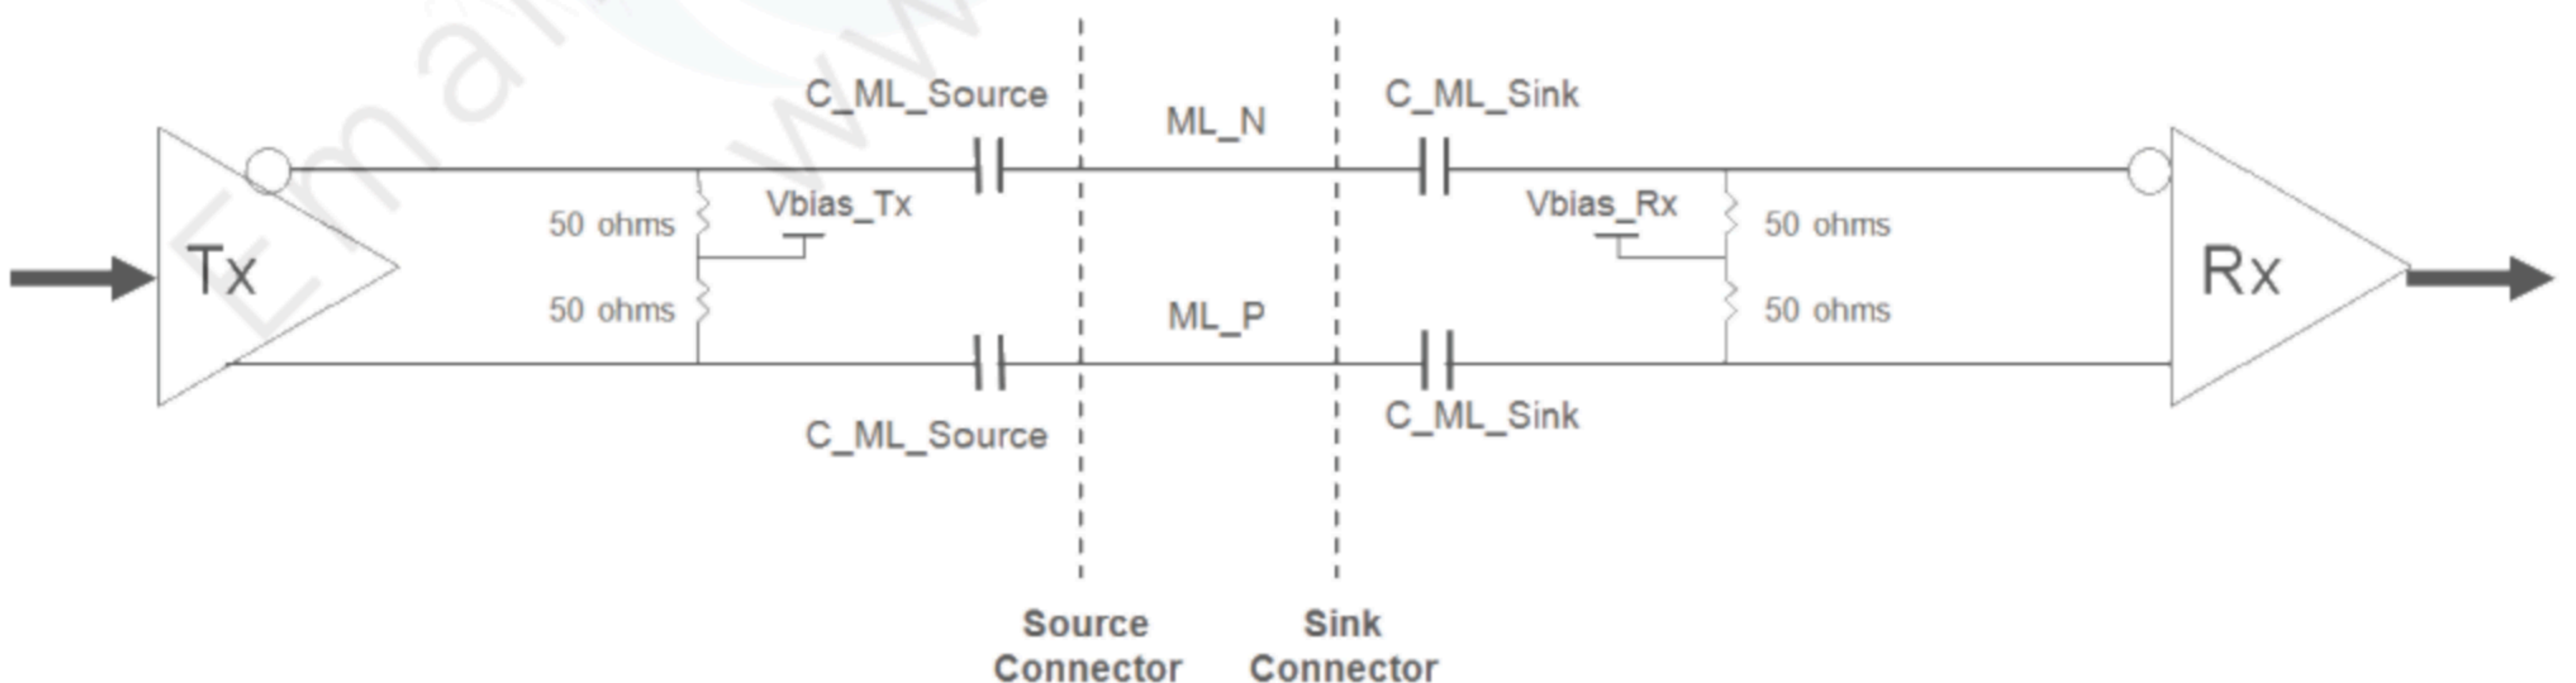 C_ML_Source
ML_N
C_ML_Sink
Vbias_Tx
Vbias_Rx
50 ohms
50 ohms
Tx
Rx
50 ohms
50 ohms
ML_P
C_ML_Source
C_ML_Sink
Source
Connector
Sink
Connector